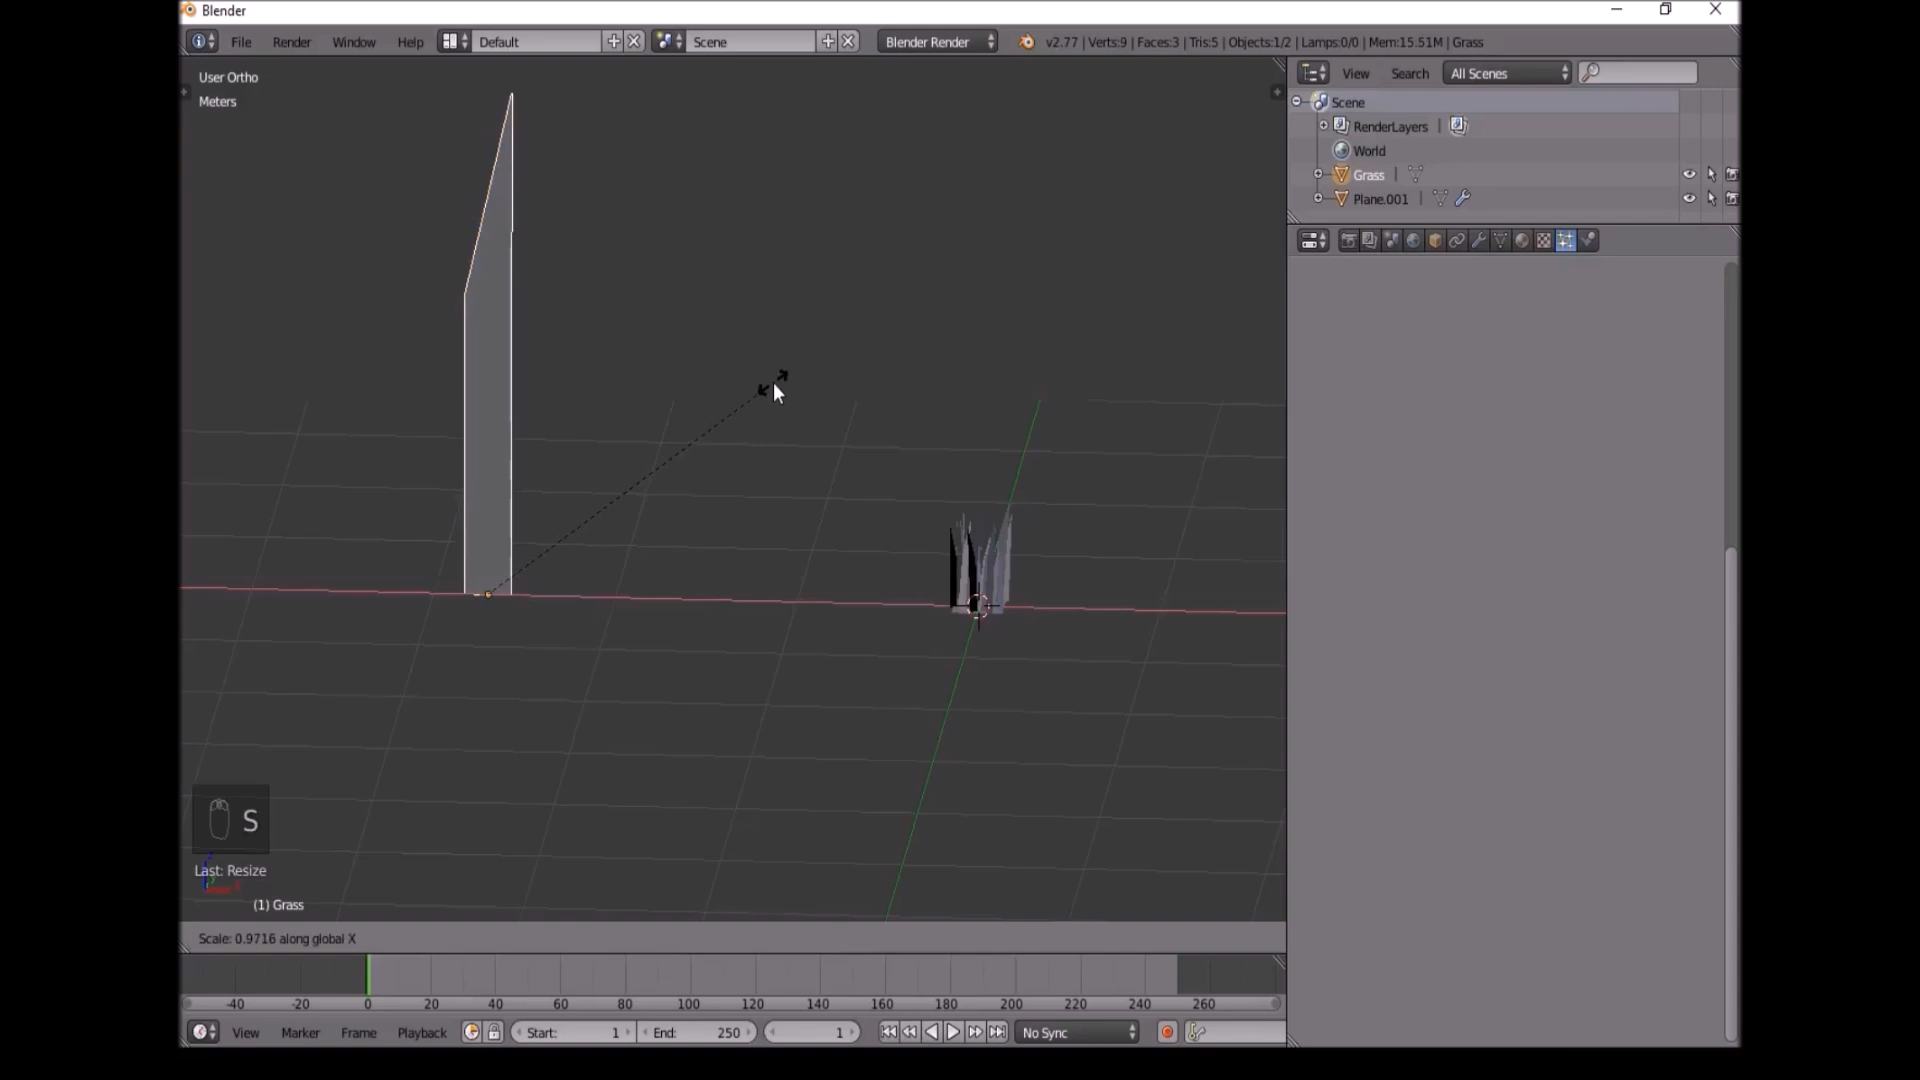 Blender
File Render Window Help Default Scene Blender Render v2.77 | Verts:9 | Faces:3 | Tris:5 | Objects:1/2 | Lamps:0/0 | Mem:15.51M | Grass
User Ortho
Meters
View Search All Scenes
Scene
RenderLayers
World
Grass
Plane.001
S
Last: Resize
(1) Grass
Scale: 0.9716 along global X
-40 -20 0 20 40 60 80 100 120 140 160 180 200 220 240 260
View Marker Frame Playback Start: 1 End: 250 1 No Sync